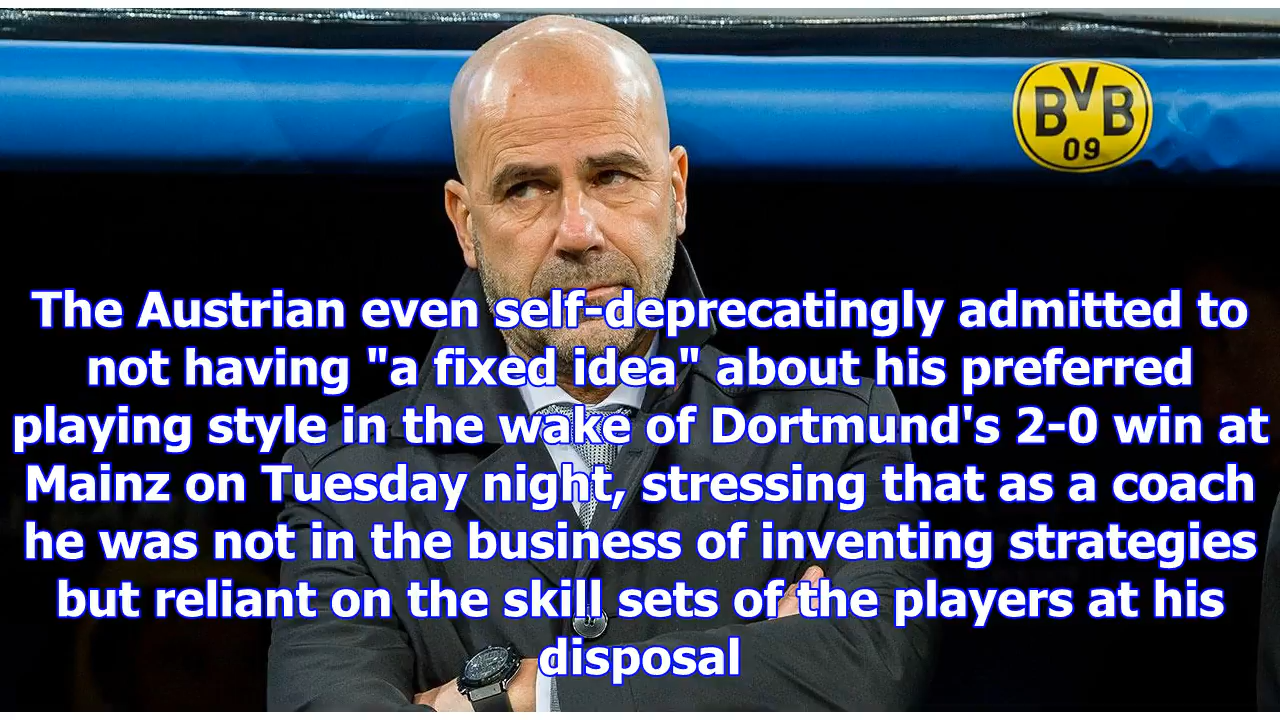 BVB
09
The Austrian even self-deprecatingly admitted to
not having "a fixed idea" about his preferred
playing style in the wake of Dortmund's 2-0 win at
Mainz on Tuesday night, stressing that as a coach
he was not in the business of inventing strategies
but reliant on the skill sets of the players at his
disposal